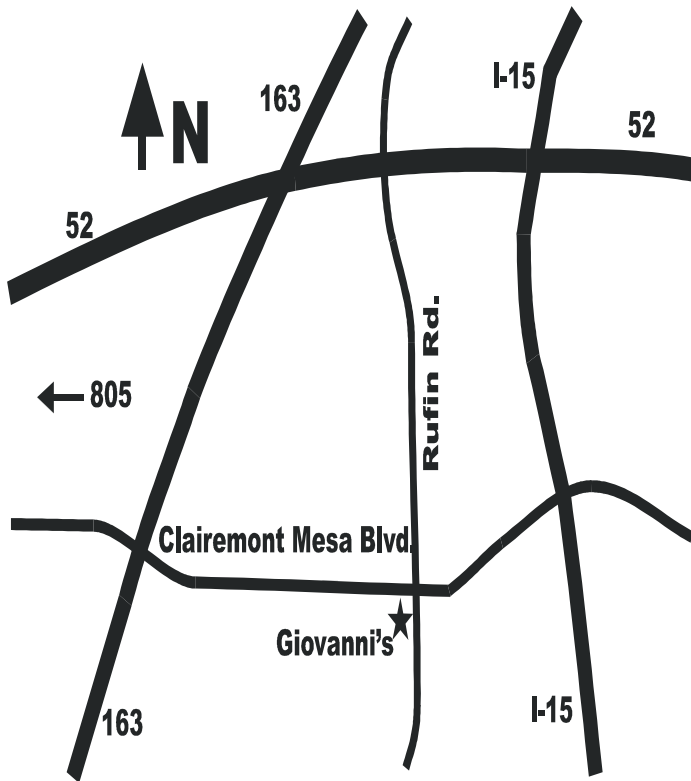 I-15
163
52
N
52
Rufin Rd.
805
Clairemont Mesa Blvd.
Giovanni's
163
I-15